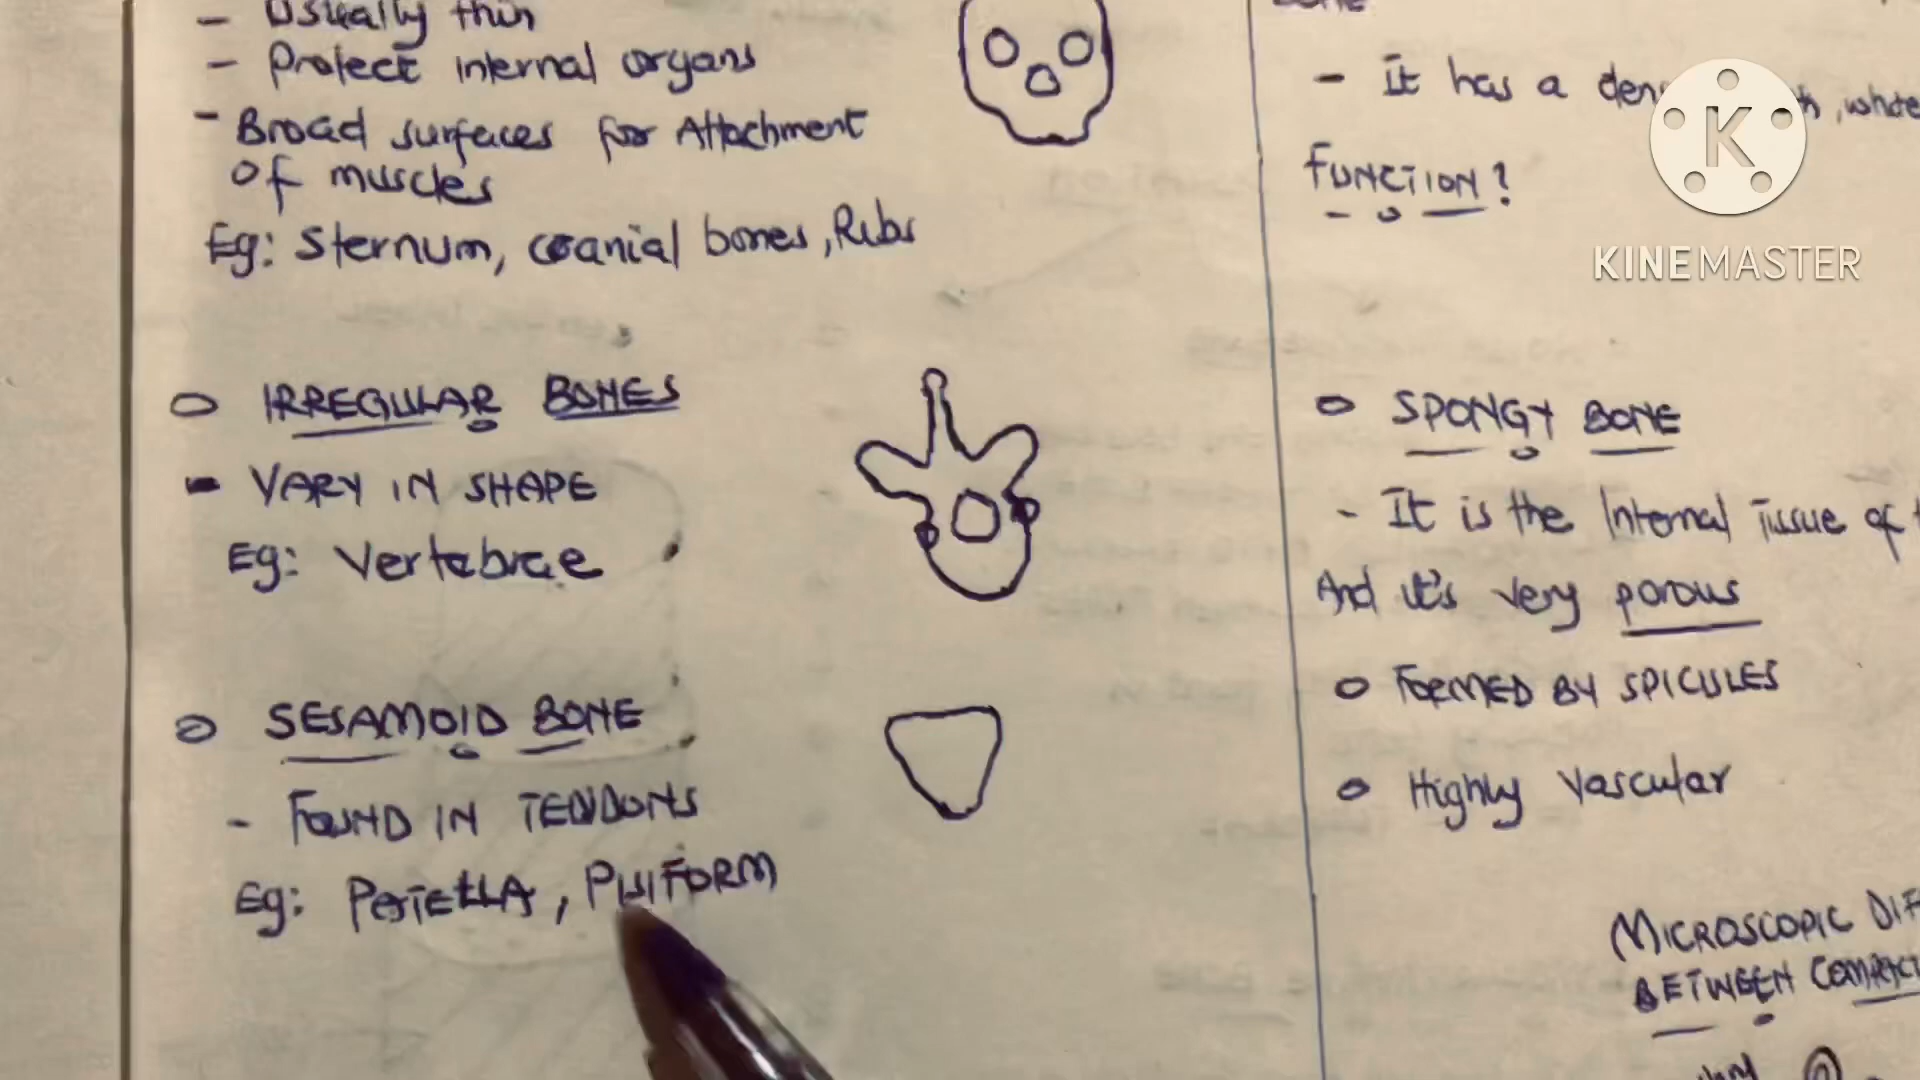 - Usually thin
- Protect internal organs
- Broad surfaces for Attachment
of muscles
Eg: Sternum, cranial bones, Ribs
IRREGULAR BONES
- VARY IN SHAPE
Eg: Vertebrae
SESAMOID BONE
- FOUND IN TENDONS
Eg: , PISIFORM
- It has a , white
FUNCTION?
SPONGY BONE
- It is the Internal Tissue of
And it's very porous
FORMED BY SPICULES
Highly Vascular
MICROSCOPIC
BETWEEN
K
KINEMASTER